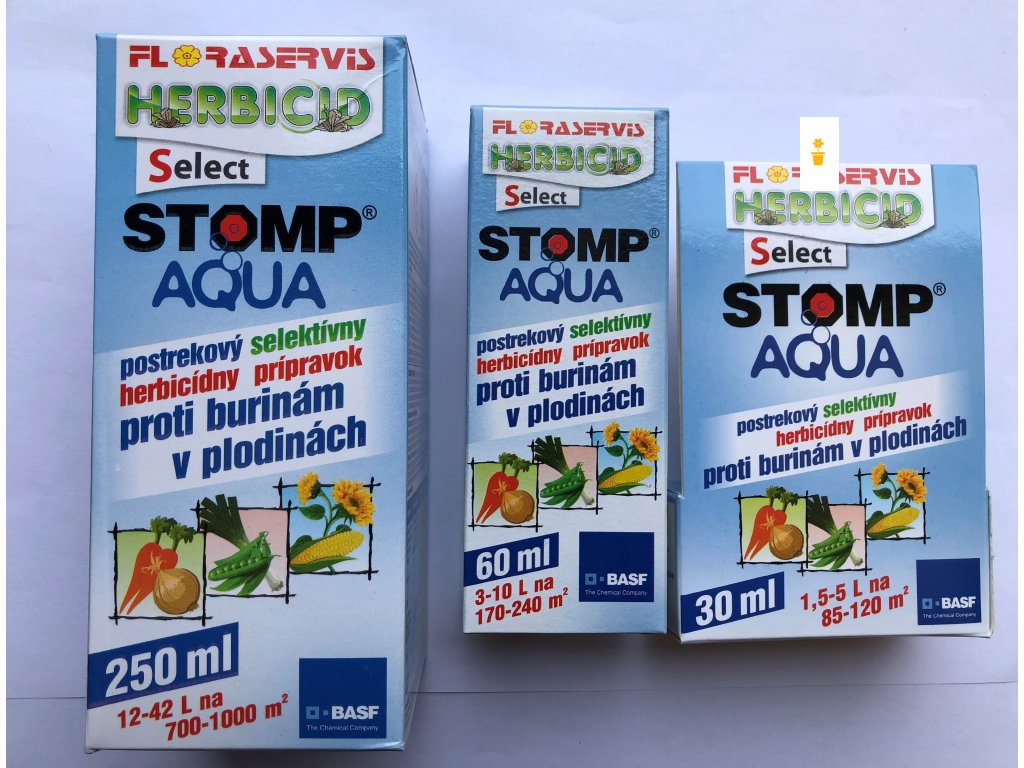 FLORASERVIS
HERBICID
Select
STOMP®
AQUA
postrekový selektívny
herbicídny prípravok
proti burinám
v plodinách
250 ml
12-42 L na
700-1000 m²
BASF
The Chemical Company
FLORASERVIS
HERBICID
Select
STOMP®
AQUA
postrekový selektívny
herbicídny prípravok
proti burinám
v plodinách
60 ml
3-10 L na
170-240 m²
BASF
The Chemical Company
FLORASERVIS
HERBICID
Select
STOMP®
AQUA
postrekový selektívny
herbicídny prípravok
proti burinám v plodinách
30 ml
1,5-5 L na
85-120 m²
BASF
The Chemical Company